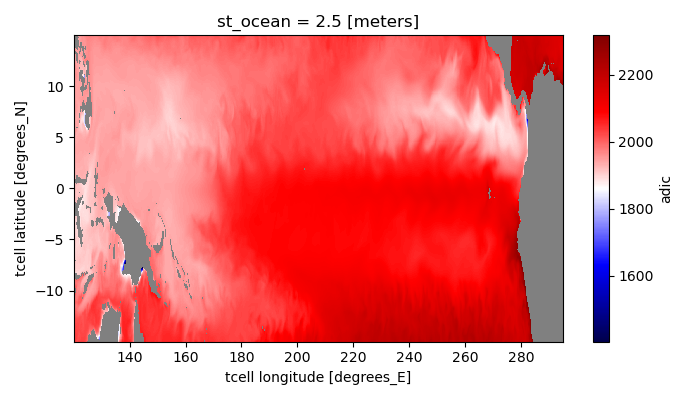 st_ocean = 2.5 [meters]
tcell latitude [degrees_N]
10
5
0
−5
−10
140 160 180 200 220 240 260 280
tcell longitude [degrees_E]
2200
2000
1800
1600
adic